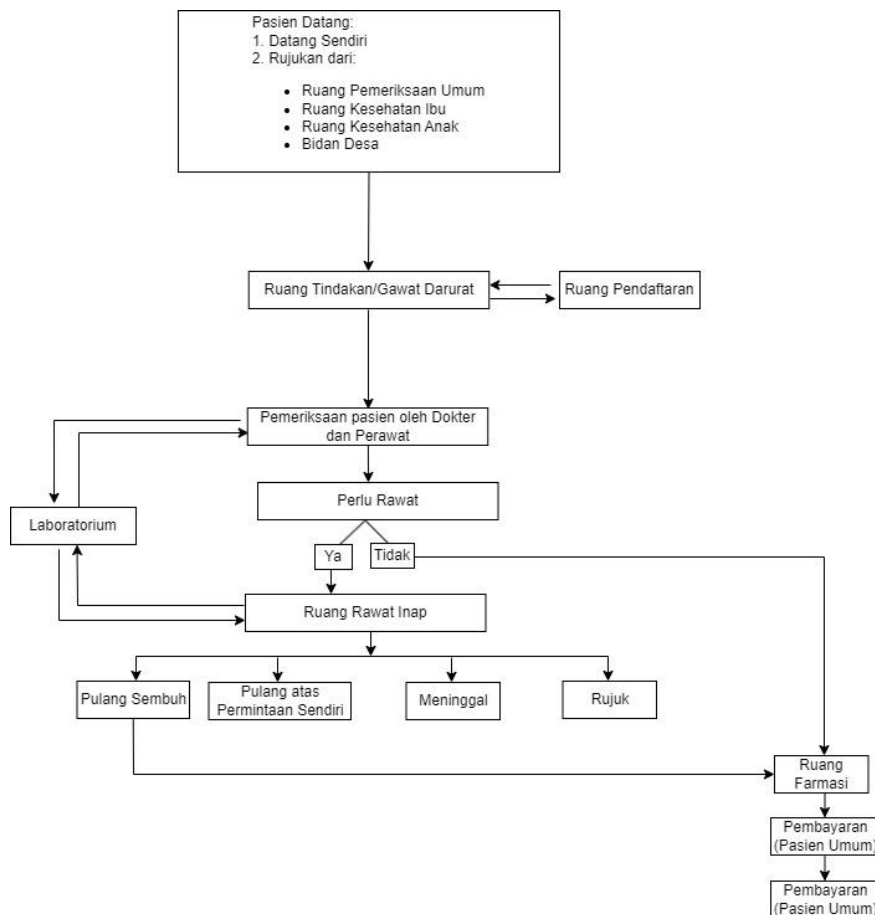 Pasien Datang:
1. Datang Sendiri
2. Rujukan dari:
• Ruang Pemeriksaan Umum
• Ruang Kesehatan Ibu
• Ruang Kesehatan Anak
• Bidan Desa
Ruang Tindakan/Gawat Darurat
Ruang Pendaftaran
Pemeriksaan pasien oleh Dokter
dan Perawat
Perlu Rawat
Laboratorium
Ya
Tidak
Ruang Rawat Inap
Pulang Sembuh
Pulang atas
Permintaan Sendiri
Meninggal
Rujuk
Ruang
Farmasi
Pembayaran
(Pasien Umum)
Pembayaran
(Pasien Umum)